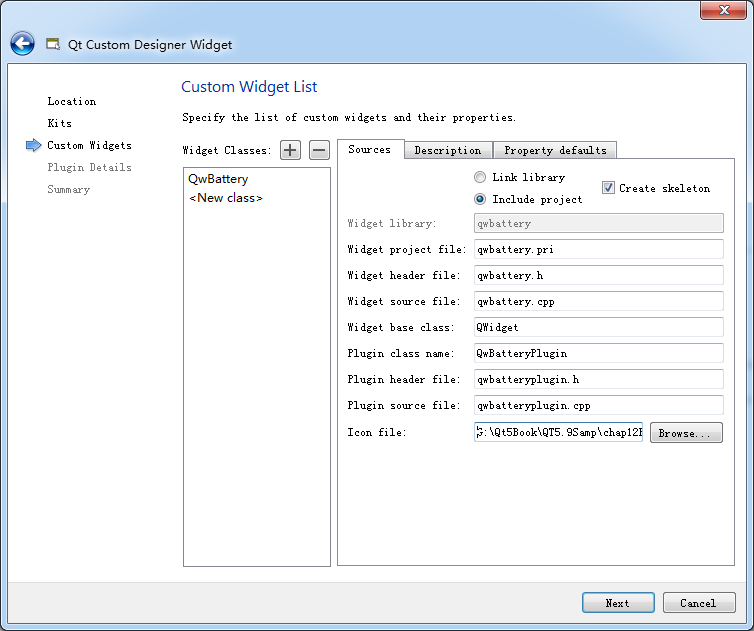 Qt Custom Designer Widget
Location
Kits
Custom Widgets
Plugin Details
Summary
Custom Widget List
Specify the list of custom widgets and their properties.
Widget Classes:
QwBattery
<New class>
Sources Description Property defaults
Link library
Include project
Create skeleton
Widget library: qwbattery
Widget project file: qwbattery.pri
Widget header file: qwbattery.h
Widget source file: qwbattery.cpp
Widget base class: QWidget
Plugin class name: QwBatteryPlugin
Plugin header file: qwbatteryplugin.h
Plugin source file: qwbatteryplugin.cpp
Icon file: G:\Qt5Book\QT5.9Samp\chap12 Browse...
Next Cancel